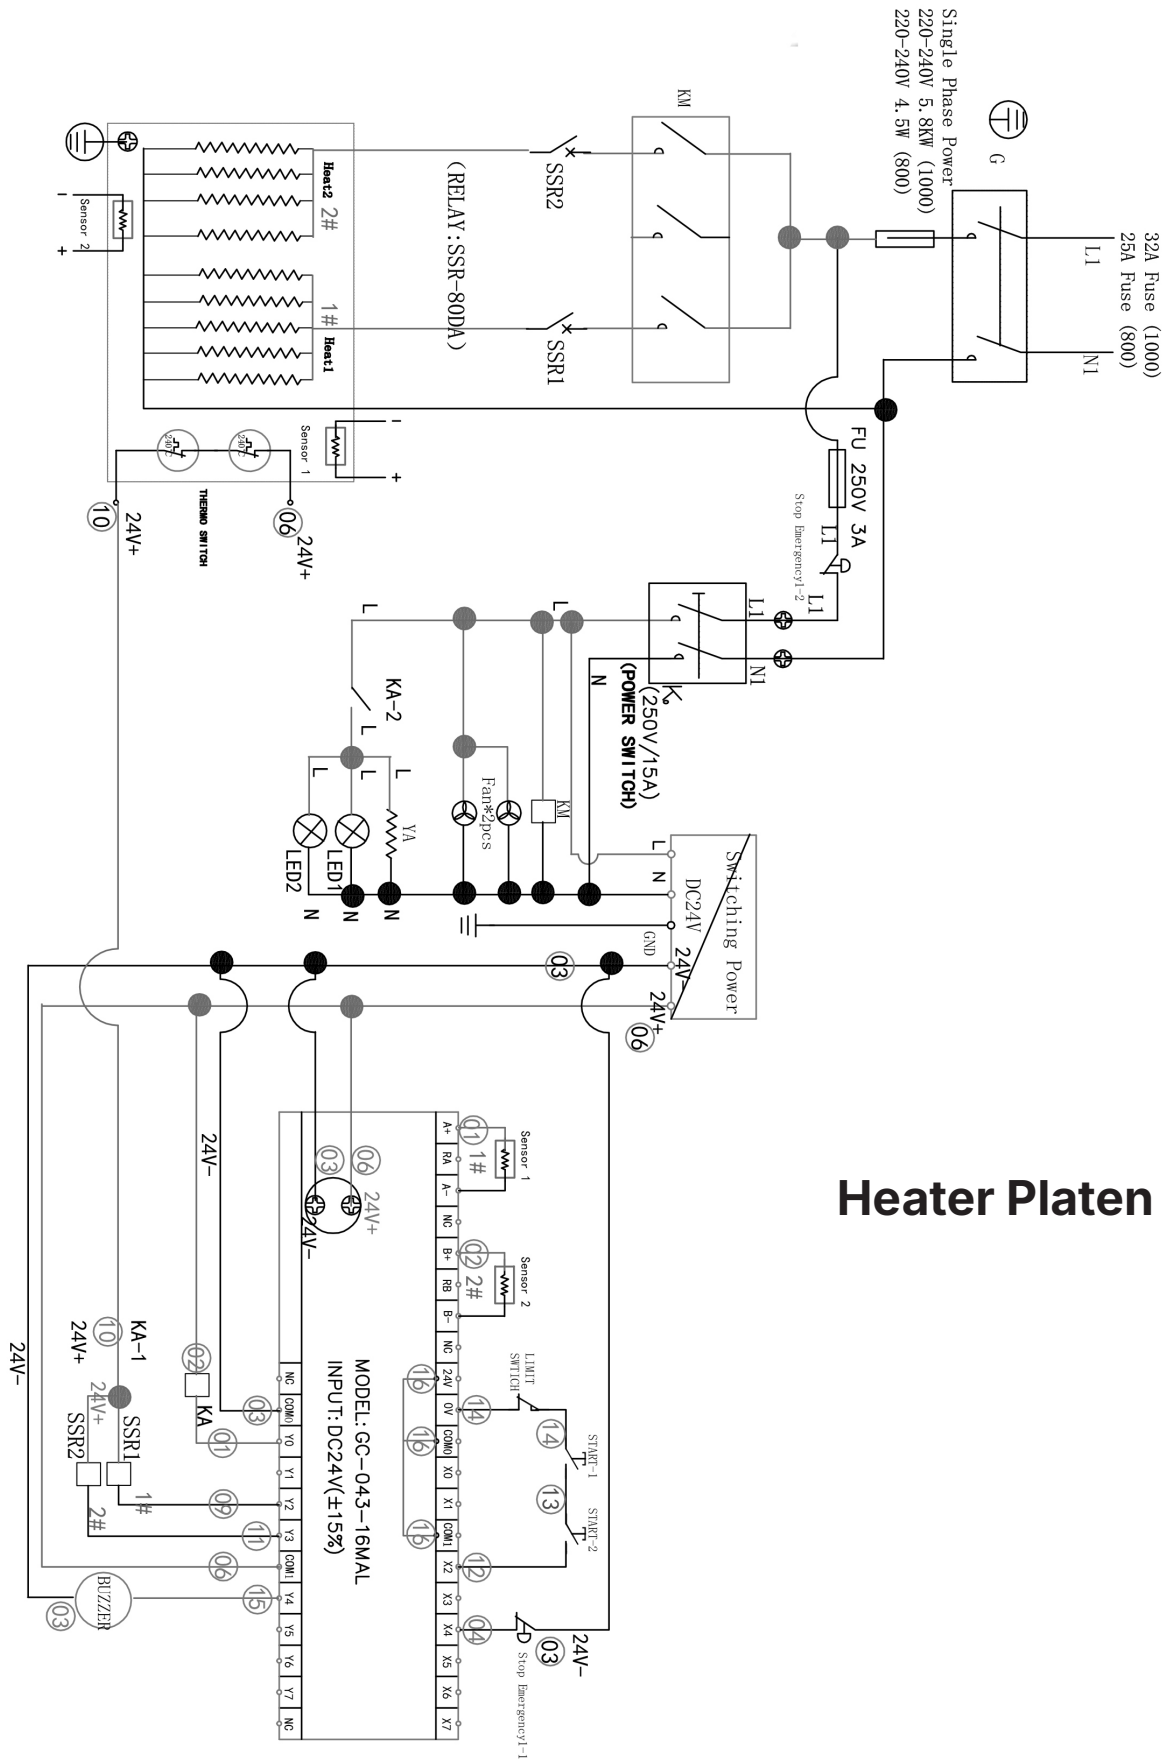 Heater Platen
32A Fuse (1000)
25A Fuse (800)
L1
N1
G
Single Phase Power
220-240V 5.8KW (1000)
220-240V 4.5W (800)
KM
SSR2
SSR1
(RELAY:SSR-80DA)
Heat2
2#
1#
Heat1
Sensor 2
-
+
Sensor 1
-
+
240℃
240℃
THERMO SWITCH
10
24V+
06
24V+
FU 250V 3A
L1
Stop Emergency1-2
L1
L1
N1
K
(250V/15A)
(POWER SWITCH)
L
N
L
KA-2
L
L
L
L
YA
Fan*2pcs
KM
LED1
LED2
N
N
N
Switching Power
DC24V
L
N
GND
24V-
24V+
03
06
24V-
03
06
24V+
24V-
01
1#
Sensor 1
02
2#
Sensor 2
A+
RA
A-
NC
B+
RB
B-
NC
24V
0V
COM0
X0
X1
COM1
X2
X3
X4
X5
X6
X7
16
16
16
14
LIMIT
SWTICH
14
START-1
13
START-2
12
04
03
24V-
Stop Emergency1-1
MODEL:GC-043-16MAL
INPUT:DC24V(±15%)
NC
COM0
Y0
Y1
Y2
Y3
COM1
Y4
Y5
Y6
Y7
NC
02
KA
03
01
09
11
06
15
KA-1
10
24V+
24V+
SSR1
SSR2
1#
2#
24V-
BUZZER
03